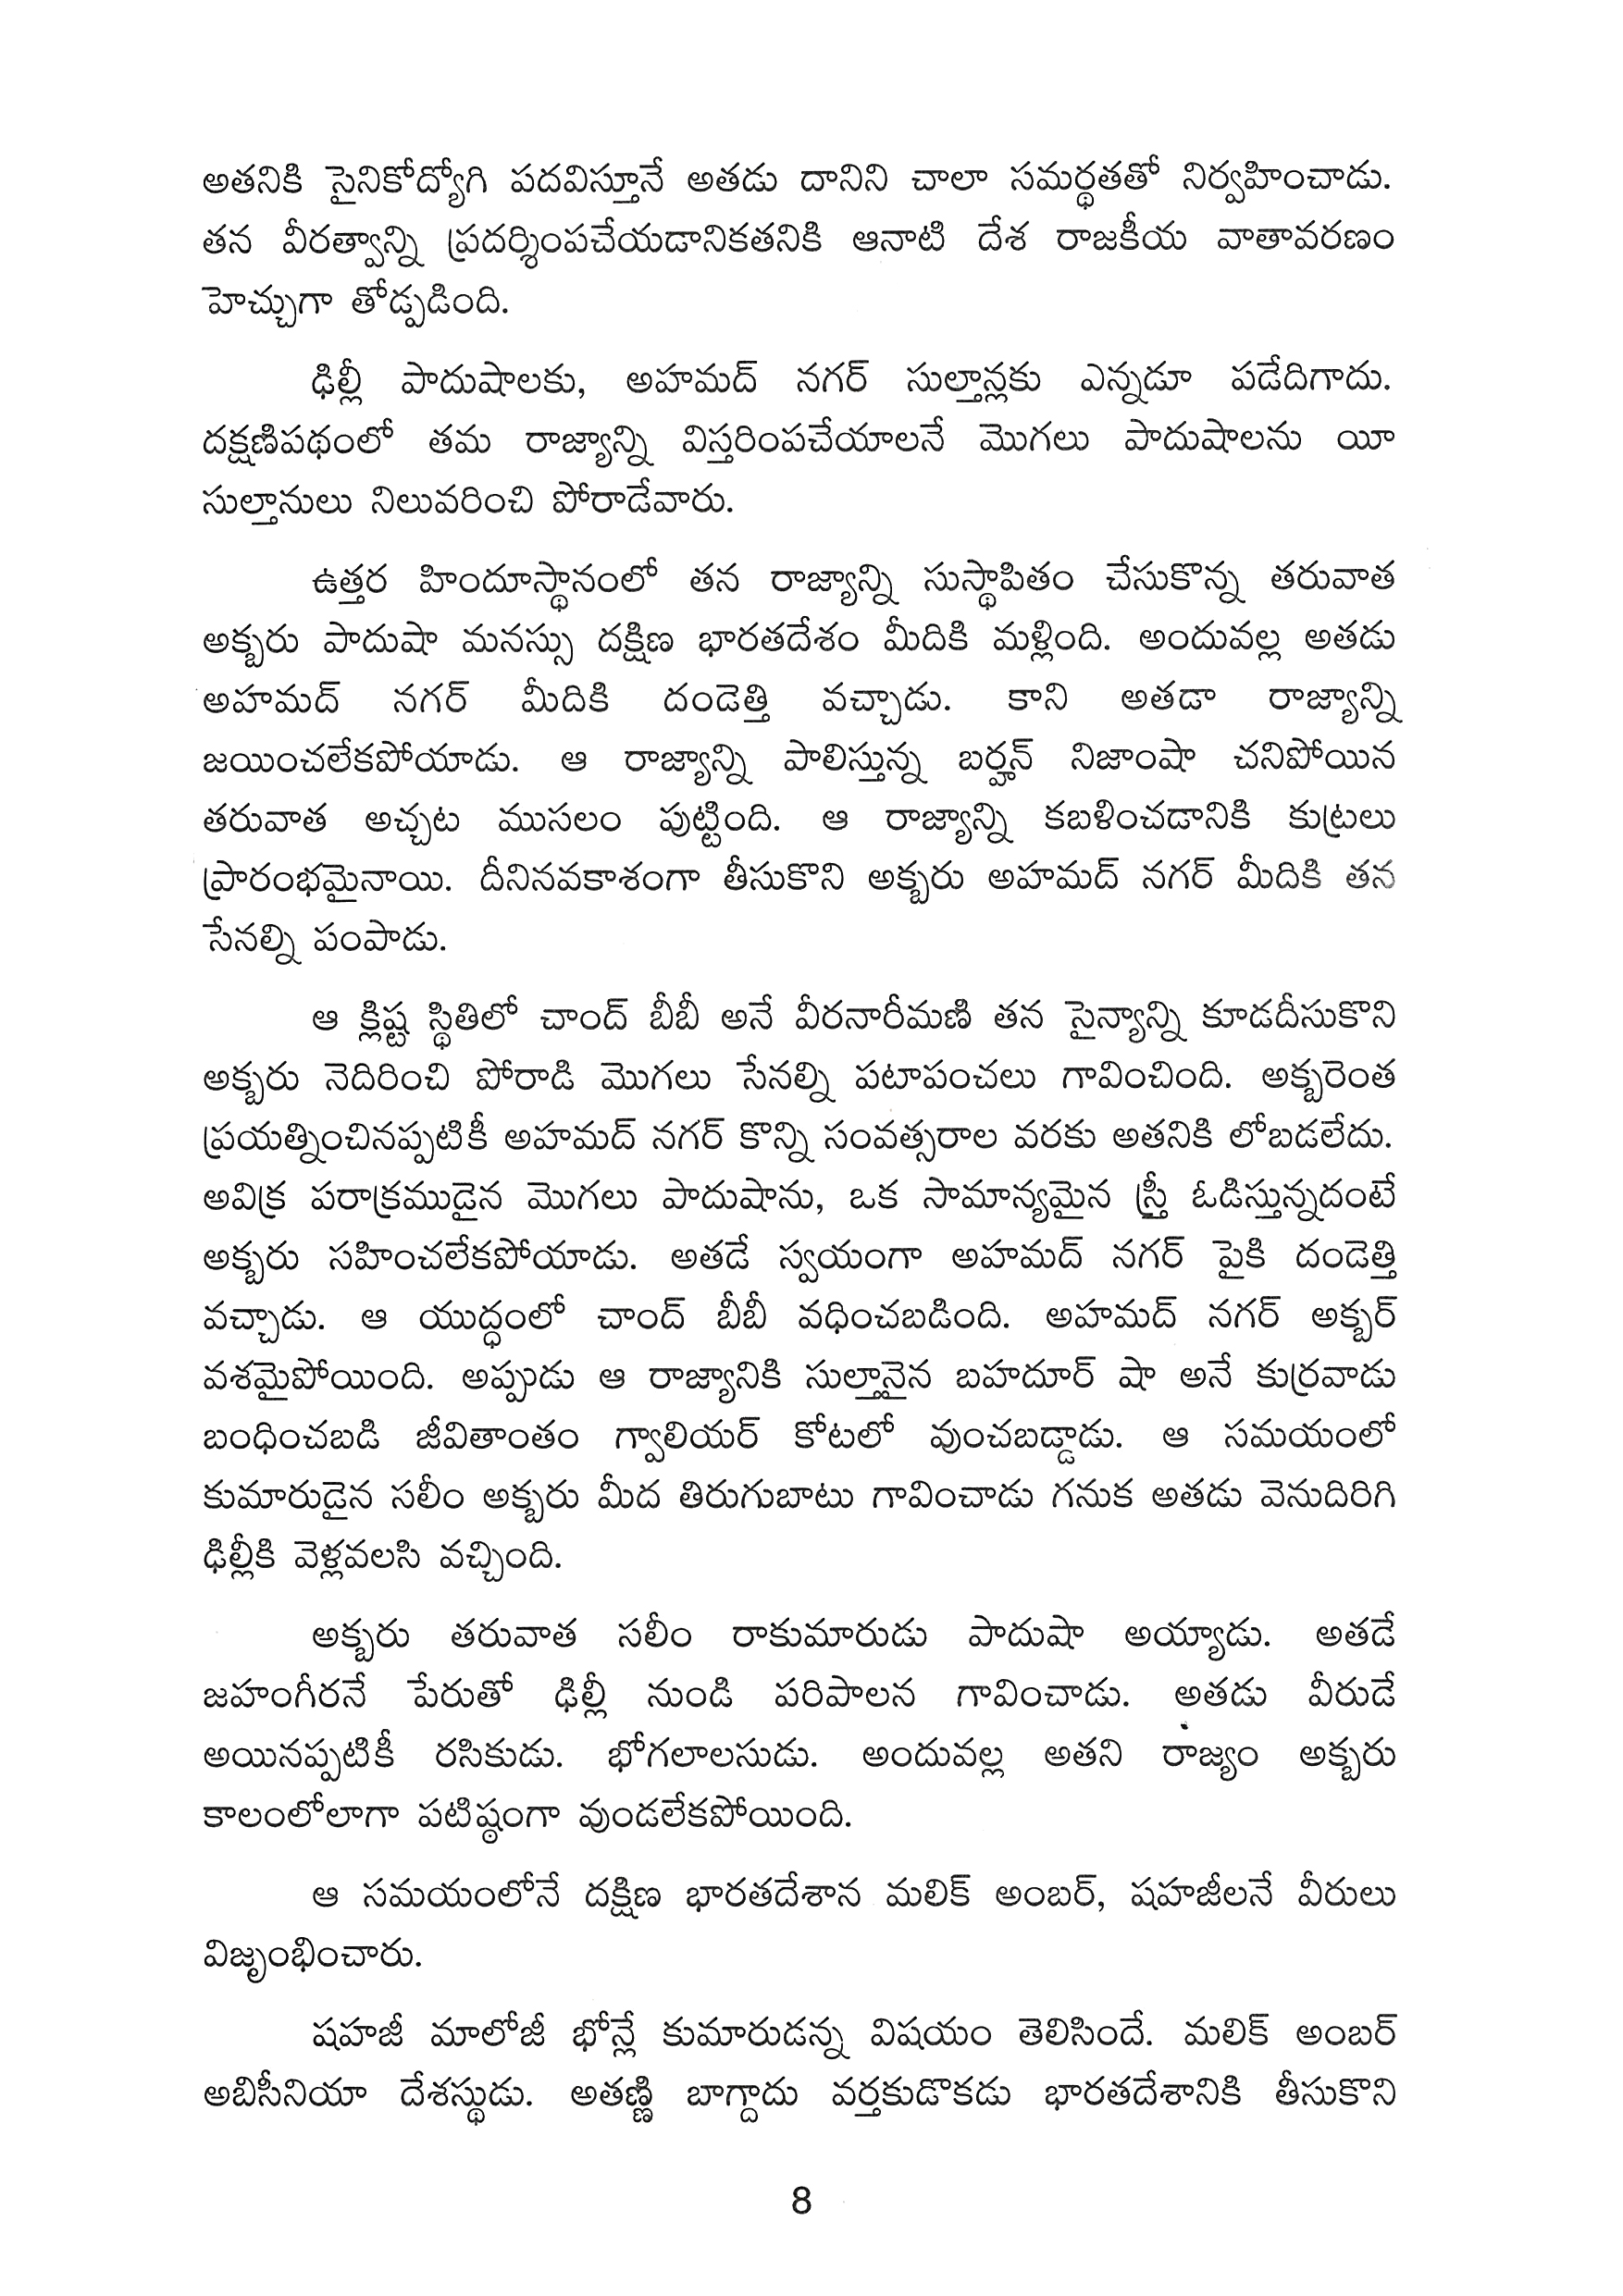 అతనికి సైనికోద్యోగి పదవిస్తూనే అతడు దానిని చాలా సమర్థతతో నిర్వహించాడు.
తన వీరత్వాన్ని ప్రదర్శింపచేయడానికతనికి ఆనాటి దేశ రాజకీయ వాతావరణం
హెచ్చుగా తోడ్పడింది.
ఢిల్లీ పాదుషాలకు, అహమద్ నగర్ సుల్తాన్లకు ఎన్నడూ పడేదిగాదు.
దక్షణిపథంలో తమ రాజ్యాన్ని విస్తరింపచేయాలనే మొగలు పాదుషాలను యీ
సుల్తానులు నిలువరించి పోరాడేవారు.
ఉత్తర హిందూస్థానంలో తన రాజ్యాన్ని సుస్థాపితం చేసుకొన్న తరువాత
అక్బరు పాదుషా మనస్సు దక్షిణ భారతదేశం మీదికి మళ్లింది. అందువల్ల అతడు
అహమద్ నగర్ మీదికి దండెత్తి వచ్చాడు. కాని అతడా రాజ్యాన్ని
జయించలేకపోయాడు. ఆ రాజ్యాన్ని పాలిస్తున్న బర్హన్ నిజాంషా చనిపోయిన
తరువాత అచ్చట ముసలం పుట్టింది. ఆ రాజ్యాన్ని కబళించడానికి కుట్రలు
ప్రారంభమైనాయి. దీనినవకాశంగా తీసుకొని అక్బరు అహమద్ నగర్ మీదికి తన
సేనల్ని పంపాడు.
ఆ క్లిష్ట స్థితిలో చాంద్ బీబీ అనే వీరనారీమణి తన సైన్యాన్ని కూడదీసుకొని
అక్బరు నెదిరించి పోరాడి మొగలు సేనల్ని పటాపంచలు గావించింది. అక్బరెంత
ప్రయత్నించినప్పటికీ అహమద్ నగర్ కొన్ని సంవత్సరాల వరకు అతనికి లోబడలేదు.
అవిక్ర పరాక్రముడైన మొగలు పాదుషాను, ఒక సామాన్యమైన స్త్రీ ఓడిస్తున్నదంటే
అక్బరు సహించలేకపోయాడు. అతడే స్వయంగా అహమద్ నగర్ పైకి దండెత్తి
వచ్చాడు. ఆ యుద్ధంలో చాంద్ బీబీ వధించబడింది. అహమద్ నగర్ అక్బర్
వశమైపోయింది. అప్పుడు ఆ రాజ్యానికి సుల్తానైన బహదూర్ షా అనే కుర్రవాడు
బంధించబడి జీవితాంతం గ్వాలియర్ కోటలో వుంచబడ్డాడు. ఆ సమయంలో
కుమారుడైన సలీం అక్బరు మీద తిరుగుబాటు గావించాడు గనుక అతడు వెనుదిరిగి
ఢిల్లీకి వెళ్లవలసి వచ్చింది.
అక్బరు తరువాత సలీం రాకుమారుడు పాదుషా అయ్యాడు. అతడే
జహంగీరనే పేరుతో ఢిల్లీ నుండి పరిపాలన గావించాడు. అతడు వీరుడే
అయినప్పటికీ రసికుడు. భోగలాలసుడు. అందువల్ల అతని రాజ్యం అక్బరు
కాలంలోలాగా పటిష్ఠంగా వుండలేకపోయింది.
ఆ సమయంలోనే దక్షిణ భారతదేశాన మలిక్ అంబర్, షహజీలనే వీరులు
విజృంభించారు.
షహజీ మాలోజీ భోన్లే కుమారుడన్న విషయం తెలిసిందే. మలిక్ అంబర్
అబిసీనియా దేశస్థుడు. అతణ్ణి బాగ్దాదు వర్తకుడొకడు భారతదేశానికి తీసుకొని
8